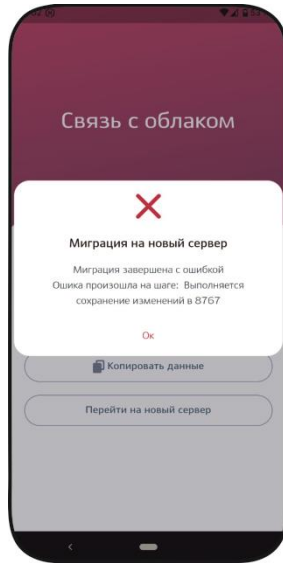 Связь с облаком
Миграция на новый сервер
Миграция завершена с ошибкой
Ошика произошла на шаге: Выполняется
сохранение изменений в 8767
Ок
Копировать данные
Перейти на новый сервер